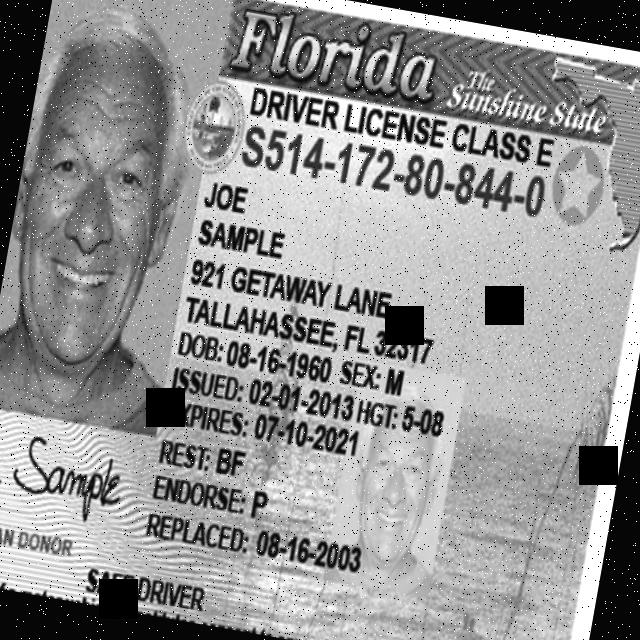 Florida
The
Sunshine State
DRIVER LICENSE CLASS E
S514-172-80-844-0
JOE
SAMPLE
921 GETAWAY LANE
TALLAHASSEE, FL 32317
DOB: 08-16-1960 SEX: M
ISSUED: 02-01-2013 HGT: 5-08
EXPIRES: 07-10-2021
REST: BF
ENDORSE: P
REPLACED: 08-16-2003
Sample
AN DONOR
SAFE DRIVER